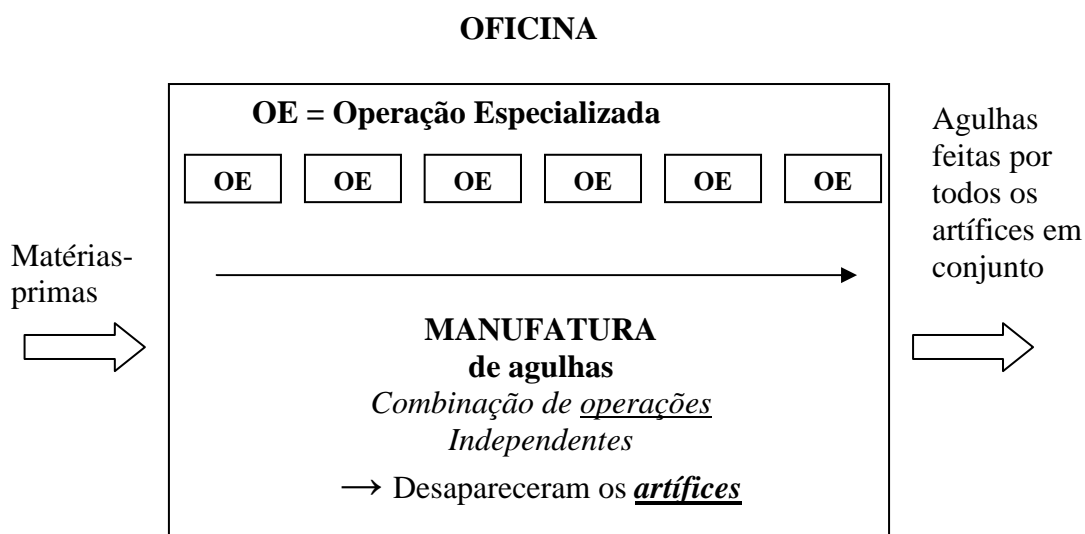 OFICINA
OE = Operação Especializada
OE OE OE OE OE OE
Matérias-
primas
MANUFATURA
de agulhas
Combinação de operações
Independentes
→ Desapareceram os artífices
Agulhas
feitas por
todos os
artífices em
conjunto